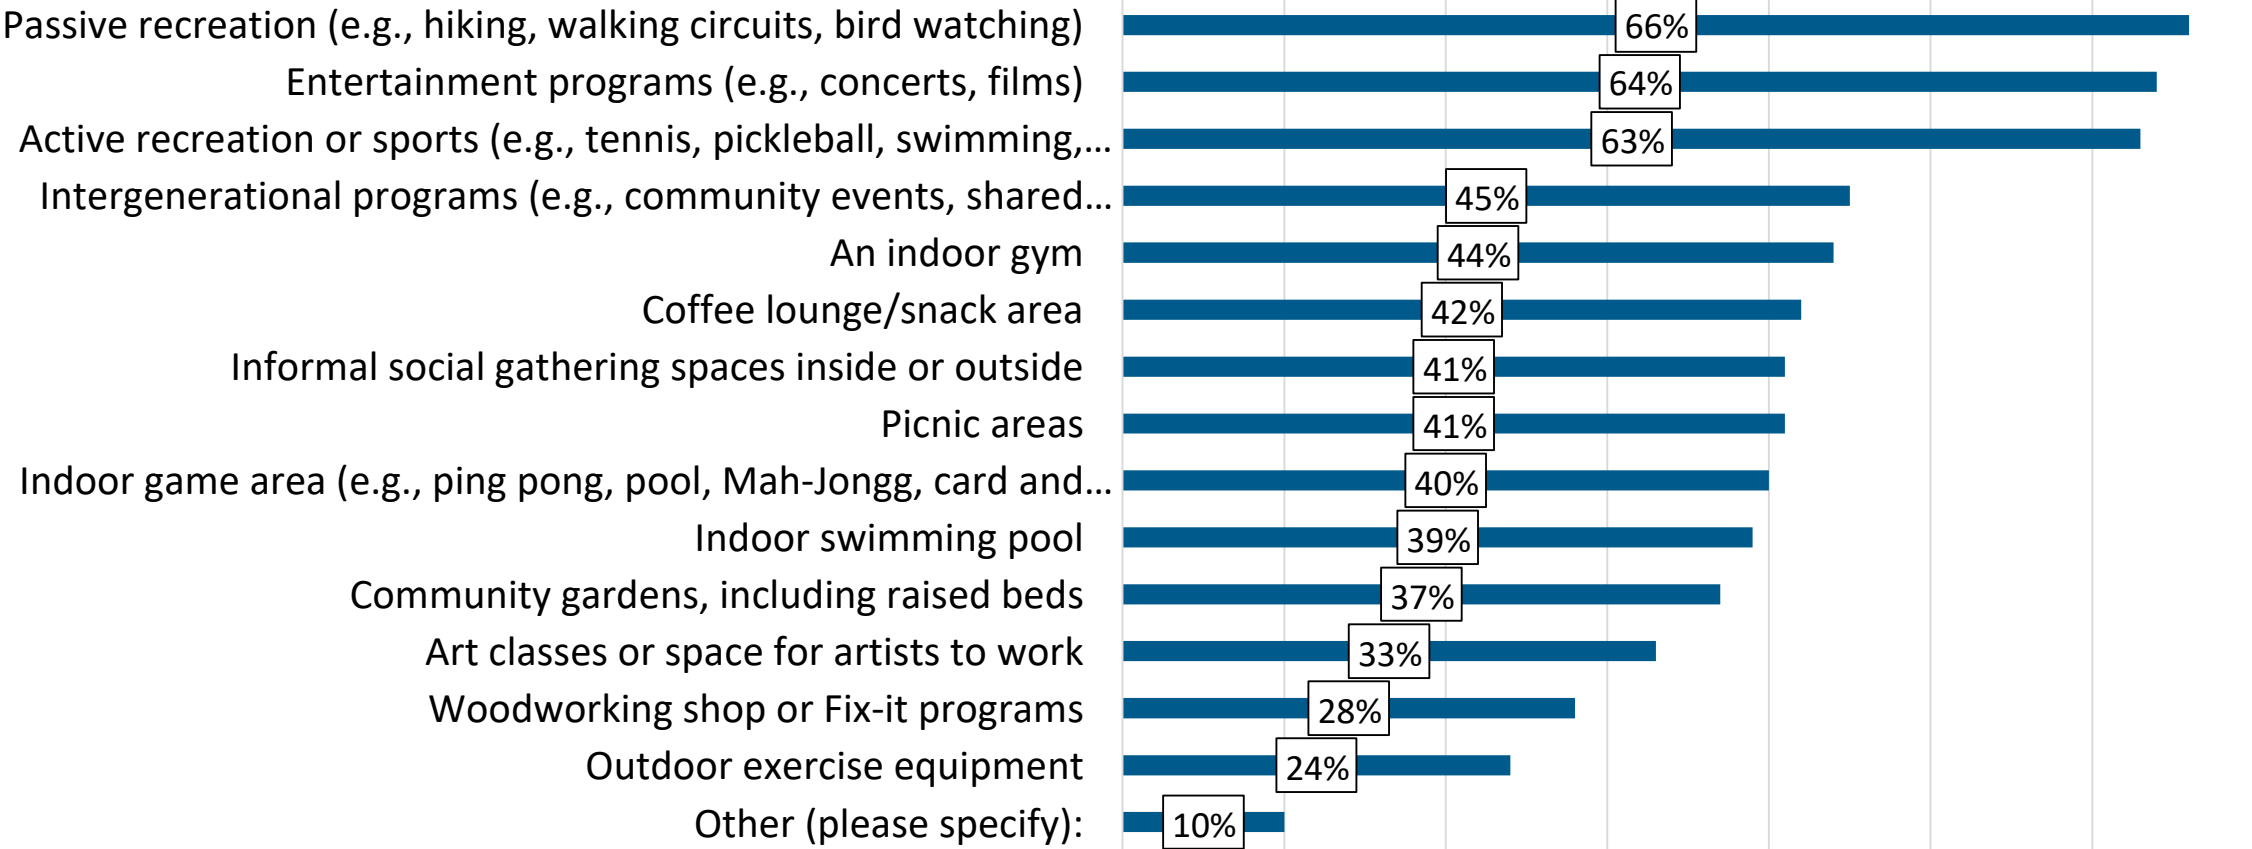 Passive recreation (e.g., hiking, walking circuits, bird watching) 66%
Entertainment programs (e.g., concerts, films) 64%
Active recreation or sports (e.g., tennis, pickleball, swimming,... 63%
Intergenerational programs (e.g., community events, shared... 45%
An indoor gym 44%
Coffee lounge/snack area 42%
Informal social gathering spaces inside or outside 41%
Picnic areas 41%
Indoor game area (e.g., ping pong, pool, Mah-Jongg, card and... 40%
Indoor swimming pool 39%
Community gardens, including raised beds 37%
Art classes or space for artists to work 33%
Woodworking shop or Fix-it programs 28%
Outdoor exercise equipment 24%
Other (please specify): 10%